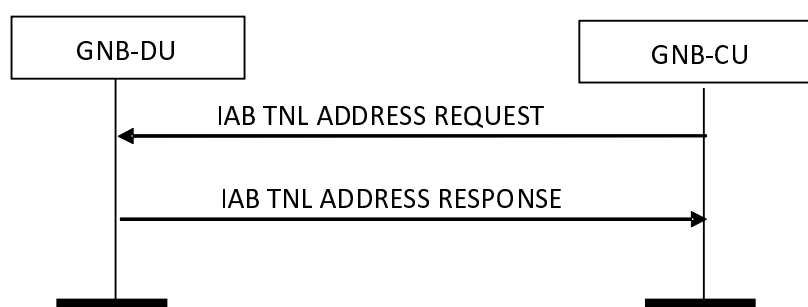 GNB-DU
GNB-CU
IAB TNL ADDRESS REQUEST
IAB TNL ADDRESS RESPONSE